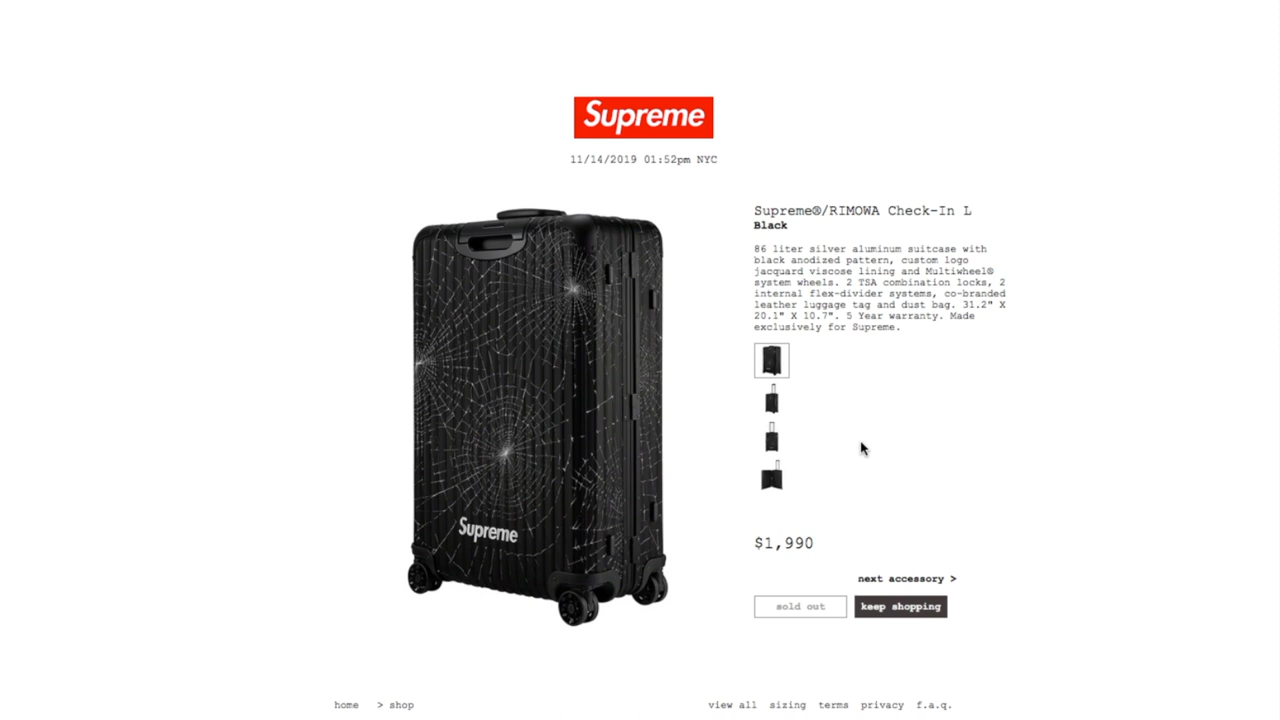 Supreme
11/14/2019 01:52pm NYC
Supreme®/RIMOWA Check-In L
Black
86 liter silver aluminum suitcase with
black anodized pattern, custom logo
jacquard viscose lining and Multiwheel®
system wheels. 2 TSA combination locks, 2
internal flex-divider systems, co-branded
leather luggage tag and dust bag. 31.2" X
20.1" X 10.7". 5 Year warranty. Made
exclusively for Supreme.
Supreme
$1,990
next accessory >
sold out keep shopping
home > shop view all sizing terms privacy f.a.q.